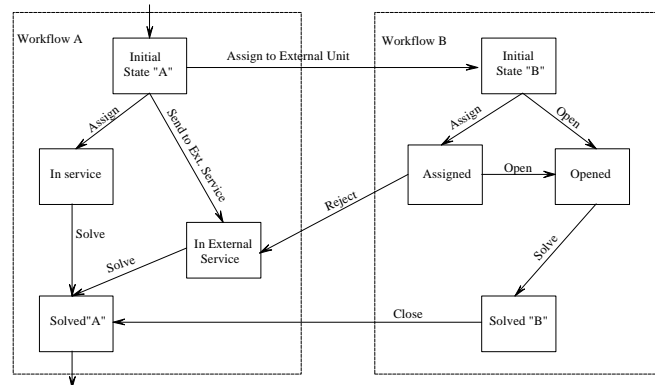 Workflow A
Workflow B
Initial
State "A"
Assign to External Unit
Initial
State "B"
Assign
Send to Ext. Service
Assign
Open
In service
Assigned
Open
Opened
Reject
Solve
In External
Service
Solve
Solve
Solved"A"
Close
Solved "B"